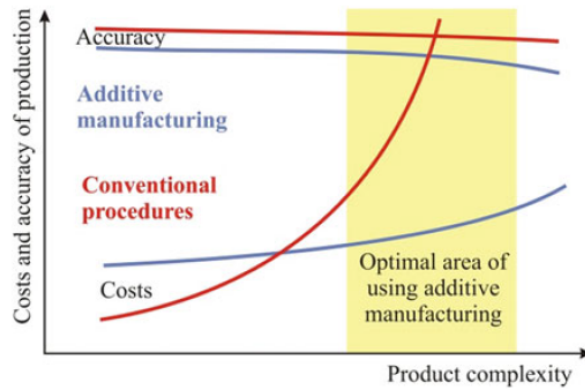 Costs and accuracy of production
Accuracy
Additive
manufacturing
Conventional
procedures
Costs
Optimal area of
using additive
manufacturing
Product complexity